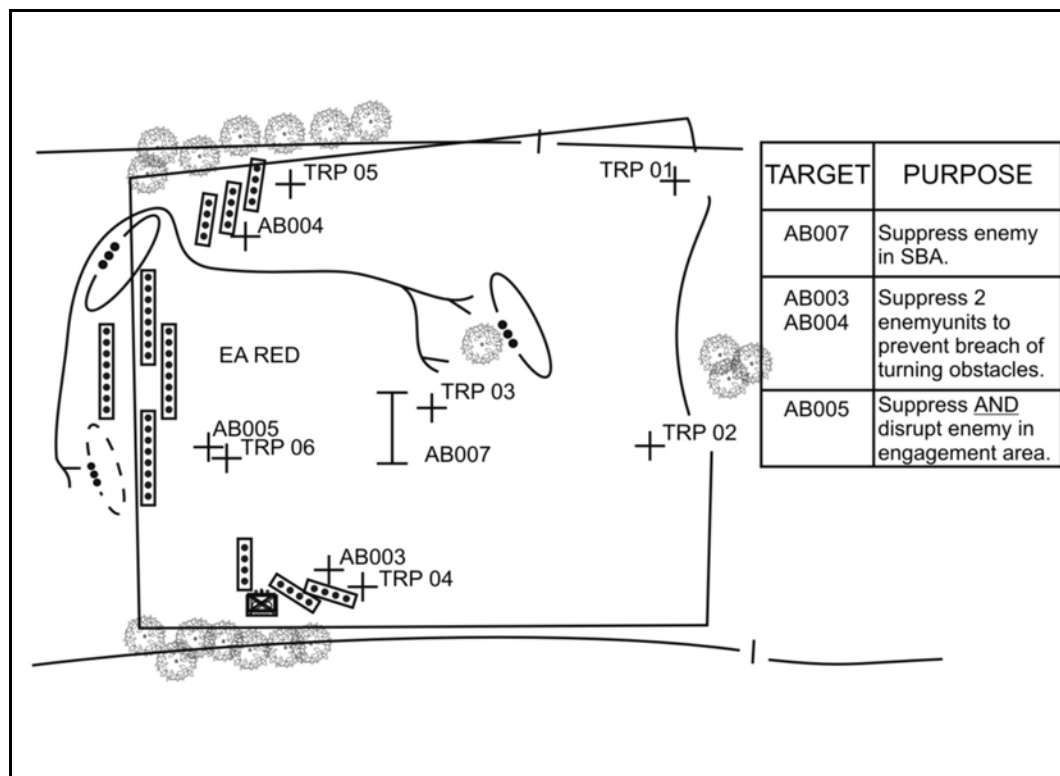 TRP 05
TRP 01
AB004
EA RED
TRP 03
AB005
TRP 06
AB007
TRP 02
AB003
TRP 04
TARGET PURPOSE
AB007 Suppress enemy
in SBA.
AB003 Suppress 2
AB004 enemyunits to
prevent breach of
turning obstacles.
AB005 Suppress AND
disrupt enemy in
engagement area.